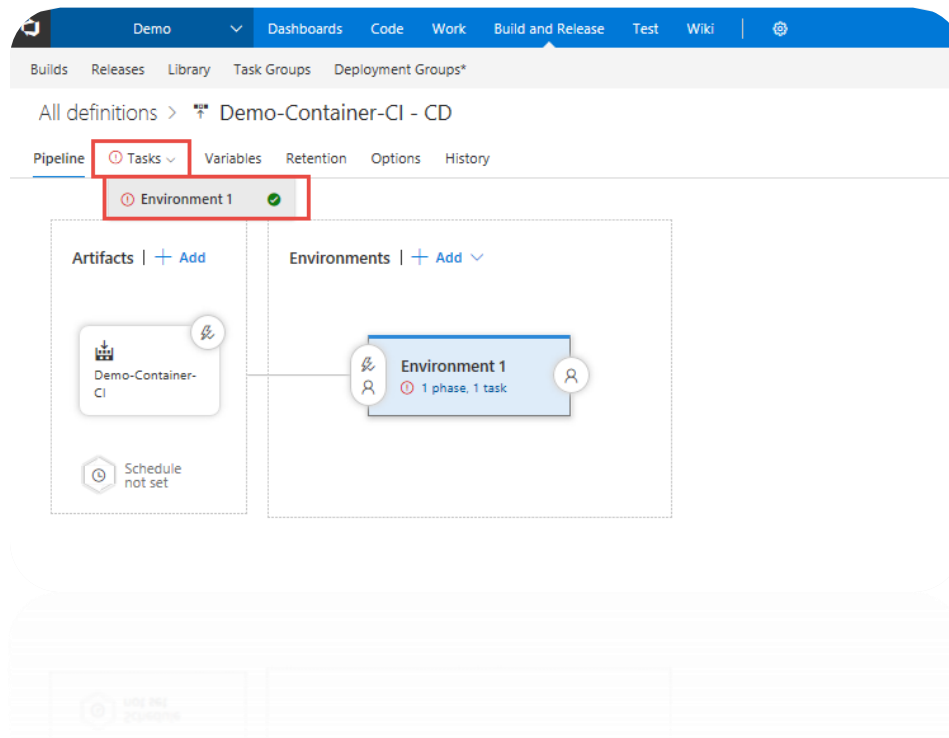 Demo Dashboards Code Work Build and Release Test Wiki
Builds Releases Library Task Groups Deployment Groups*
All definitions > Demo-Container-CI - CD
Pipeline Tasks Variables Retention Options History
Environment 1
Artifacts | + Add
Environments | + Add
Demo-Container-
CI
Environment 1
1 phase, 1 task
Schedule
not set